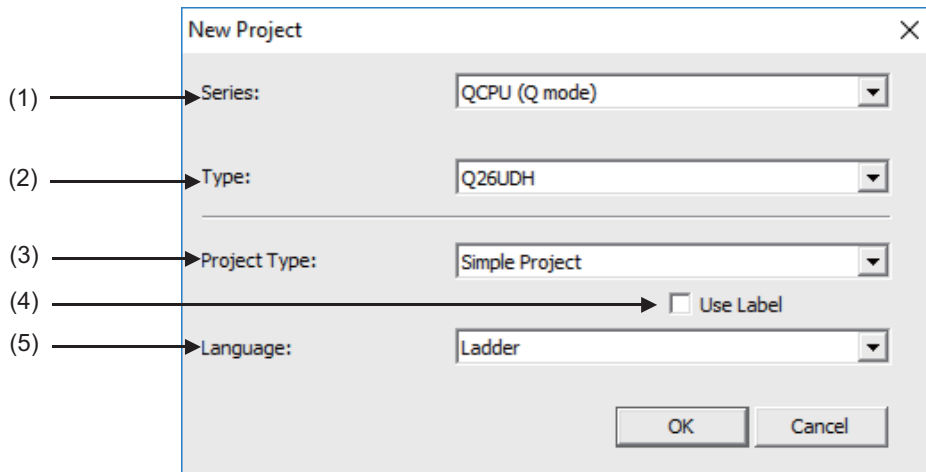 New Project
(1) Series: QCPU (Q mode)
(2) Type: Q26UDH
(3) Project Type: Simple Project
(4) Use Label
(5) Language: Ladder
OK Cancel